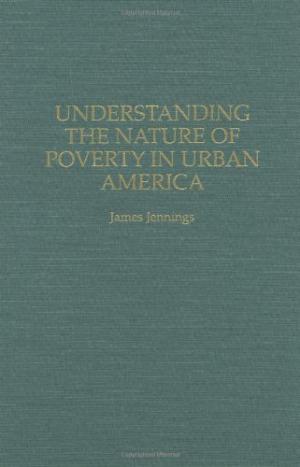 UNDERSTANDING
THE NATURE OF
POVERTY IN URBAN
AMERICA
James Jennings